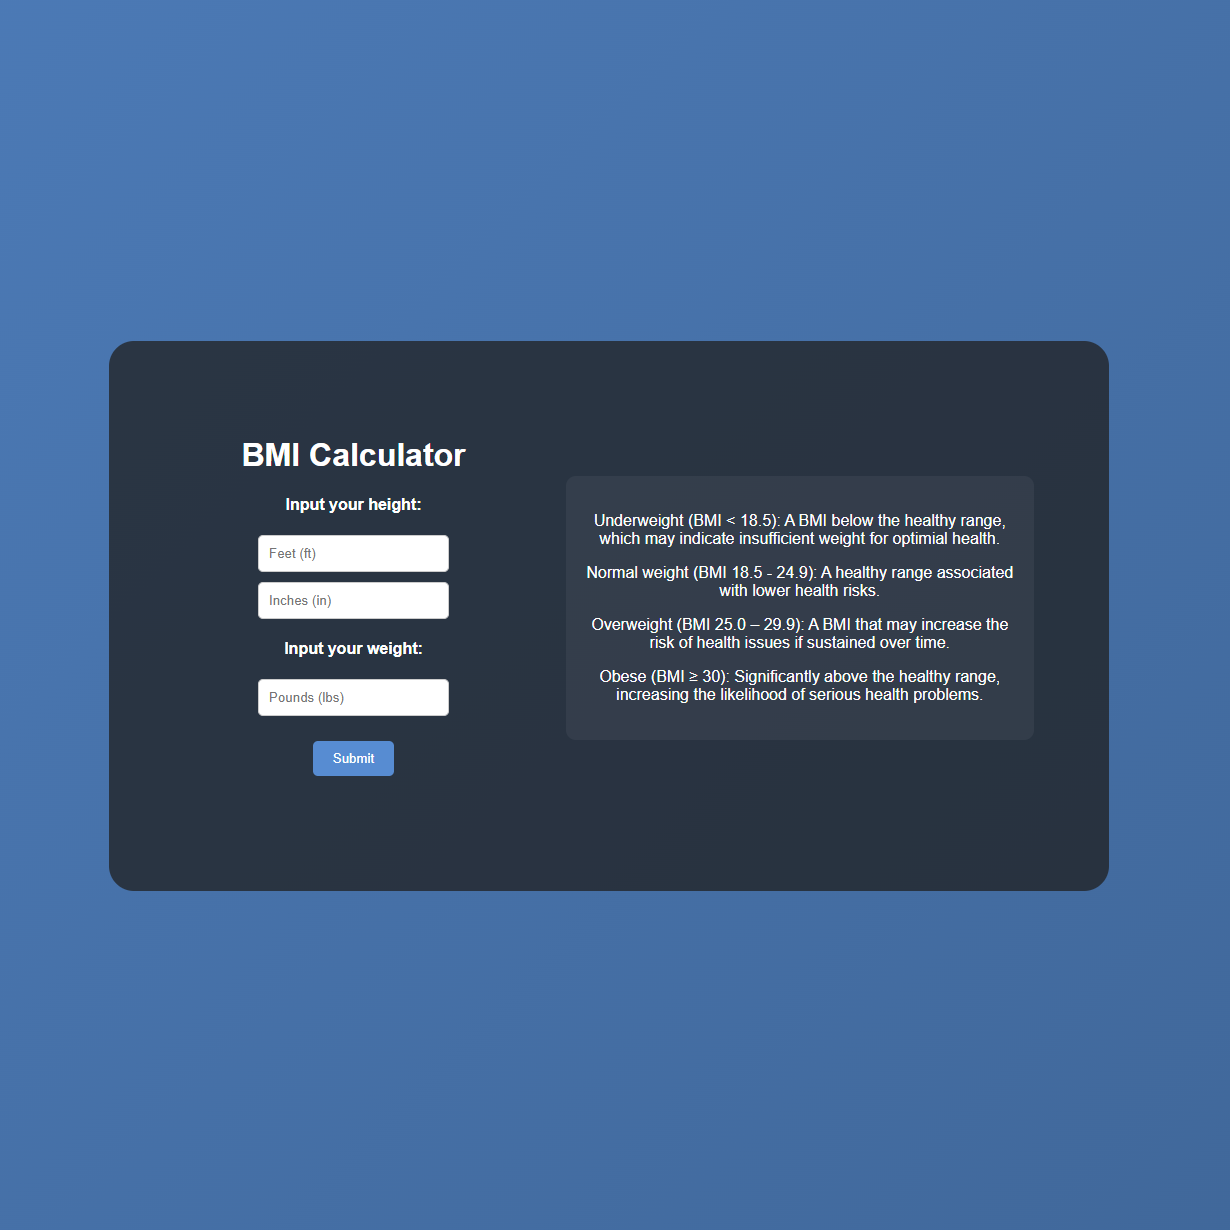 BMI Calculator
Input your height:
Feet (ft)
Inches (in)
Input your weight:
Pounds (lbs)
Submit
Underweight (BMI < 18.5): A BMI below the healthy range,
which may indicate insufficient weight for optimial health.
Normal weight (BMI 18.5 - 24.9): A healthy range associated
with lower health risks.
Overweight (BMI 25.0 – 29.9): A BMI that may increase the
risk of health issues if sustained over time.
Obese (BMI ≥ 30): Significantly above the healthy range,
increasing the likelihood of serious health problems.